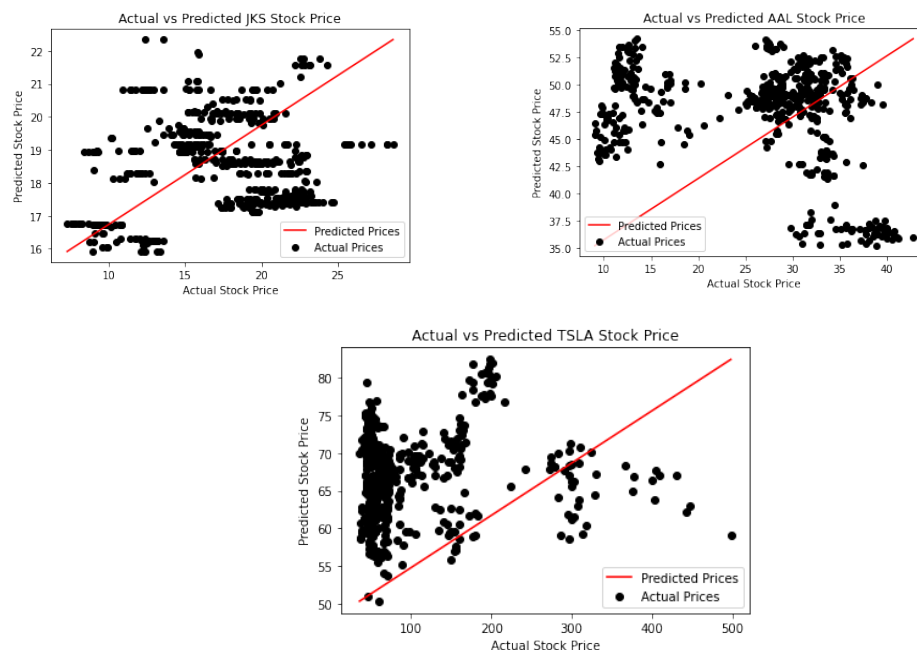 Actual vs Predicted JKS Stock Price
22
21
20
19
18
17
16
Predicted Stock Price
Predicted Prices
Actual Prices
10
15
20
25
Actual Stock Price
Actual vs Predicted AAL Stock Price
55.0
52.5
50.0
47.5
45.0
42.5
40.0
37.5
35.0
Predicted Stock Price
Predicted Prices
Actual Prices
10
15
20
25
30
35
40
Actual Stock Price
Actual vs Predicted TSLA Stock Price
80
75
70
65
60
55
50
Predicted Stock Price
Predicted Prices
Actual Prices
100
200
300
400
500
Actual Stock Price